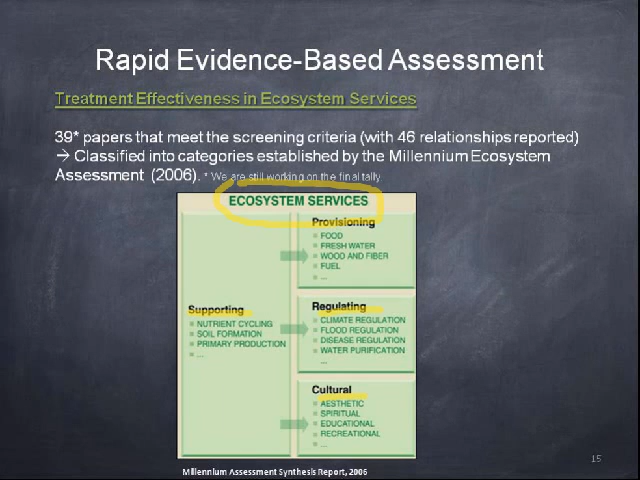 Rapid Evidence-Based Assessment
Treatment Effectiveness in Ecosystem Services
39* papers that meet the screening criteria (with 46 relationships reported)
→ Classified into categories established by the Millennium Ecosystem
Assessment (2006). * We are still working on the final tally.
ECOSYSTEM SERVICES
Provisioning
FOOD
FRESH WATER
WOOD AND FIBER
FUEL
...
Supporting
NUTRIENT CYCLING
SOIL FORMATION
PRIMARY PRODUCTION
...
Regulating
CLIMATE REGULATION
FLOOD REGULATION
DISEASE REGULATION
WATER PURIFICATION
...
Cultural
AESTHETIC
SPIRITUAL
EDUCATIONAL
RECREATIONAL
...
15
Millennium Assessment Synthesis Report, 2006